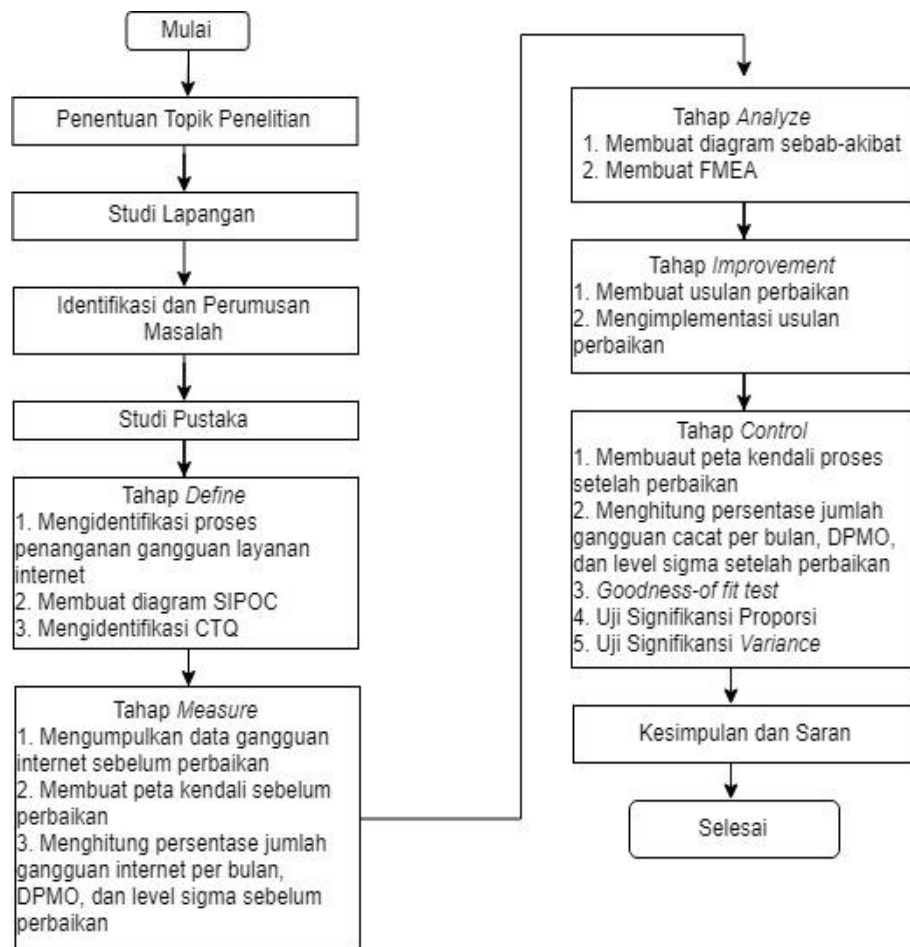 Mulai
Penentuan Topik Penelitian
Studi Lapangan
Identifikasi dan Perumusan
Masalah
Studi Pustaka
Tahap Define
1. Mengidentifikasi proses
penanganan gangguan layanan
internet
2. Membuat diagram SIPOC
3. Mengidentifikasi CTQ
Tahap Measure
1. Mengumpulkan data gangguan
internet sebelum perbaikan
2. Membuat peta kendali sebelum
perbaikan
3. Menghitung persentase jumlah
gangguan internet per bulan,
DPMO, dan level sigma sebelum
perbaikan
Tahap Analyze
1. Membuat diagram sebab-akibat
2. Membuat FMEA
Tahap Improvement
1. Membuat usulan perbaikan
2. Mengimplementasi usulan
perbaikan
Tahap Control
1. Membuaut peta kendali proses
setelah perbaikan
2. Menghitung persentase jumlah
gangguan cacat per bulan, DPMO,
dan level sigma setelah perbaikan
3. Goodness-of fit test
4. Uji Signifikansi Proporsi
5. Uji Signifikansi Variance
Kesimpulan dan Saran
Selesai